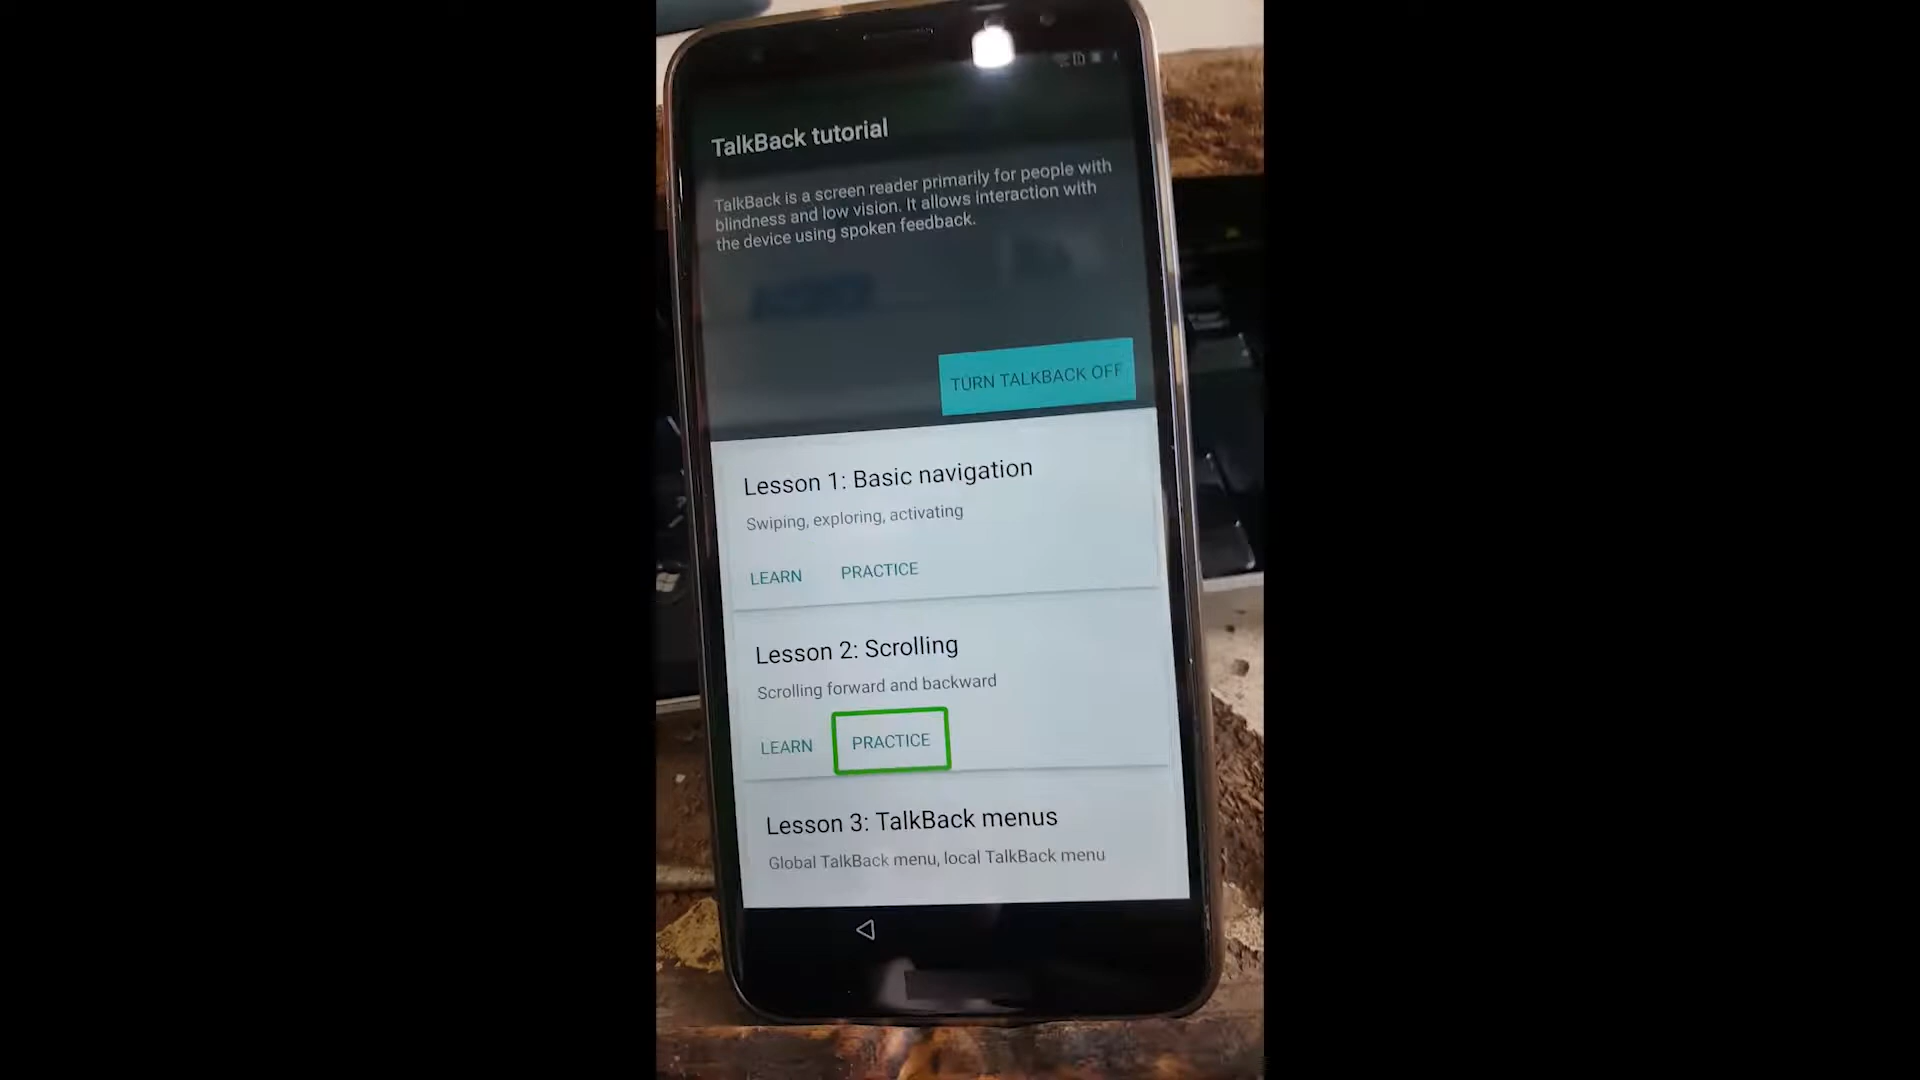 TalkBack tutorial
TalkBack is a screen reader primarily for people with
blindness and low vision. It allows interaction with
the device using spoken feedback.
TURN TALKBACK OFF
Lesson 1: Basic navigation
Swiping, exploring, activating
LEARN PRACTICE
Lesson 2: Scrolling
Scrolling forward and backward
LEARN PRACTICE
Lesson 3: TalkBack menus
Global TalkBack menu, local TalkBack menu